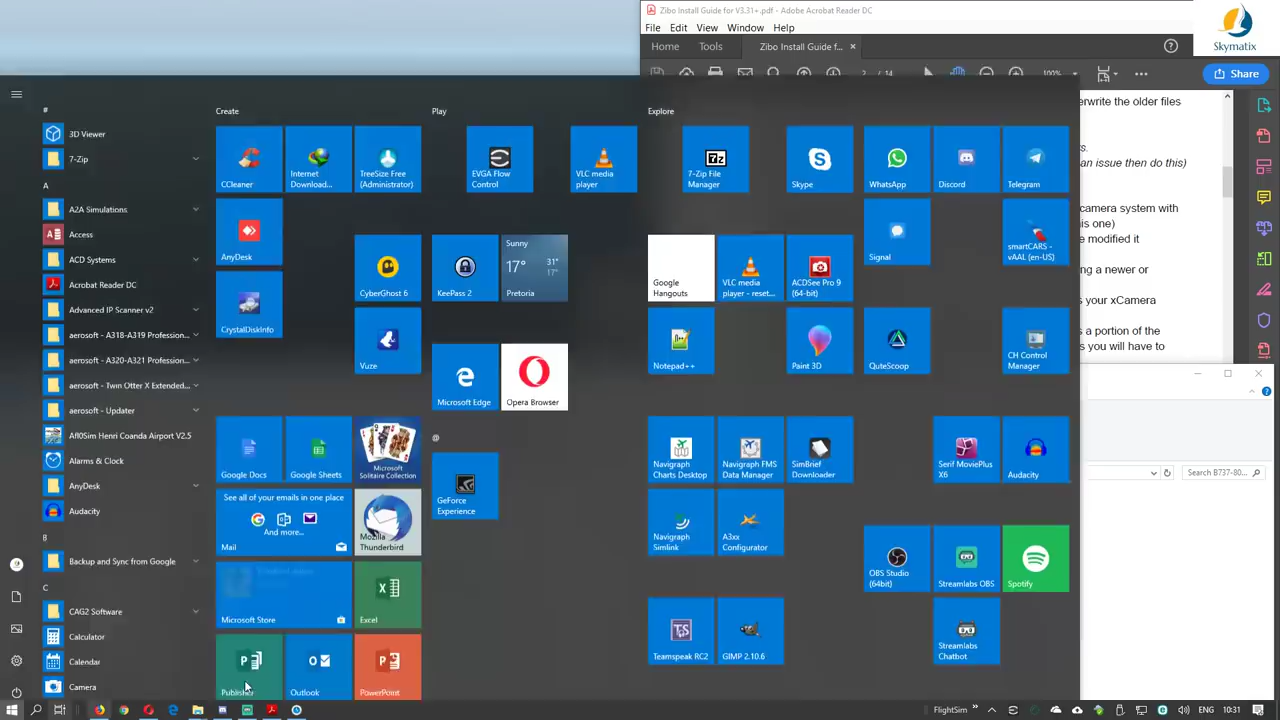 Zibo Install Guide for V3.31+.pdf - Adobe Acrobat Reader DC
File Edit View Window Help
Skymatix
Home Tools Zibo Install Guide for f... ×
2 / 14 100%
Share
erwrite the older files
rs.
an issue then do this)
camera system with
his one)
e modified it
ng a newer or
s your xCamera
s a portion of the
s you will have to
Search B737-80...
#
3D Viewer
7-Zip
A
A2A Simulations
Access
ACD Systems
Acrobat Reader DC
Advanced IP Scanner v2
aerosoft - A318-A319 Profession...
aerosoft - A320-A321 Profession...
aerosoft - Twin Otter X Extended...
aerosoft - Updater
AflOSim Henri Coanda Airport V2.5
Alarms & Clock
AnyDesk
Audacity
B
Backup and Sync from Google
C
CAG2 Software
Calculator
Calendar
Camera
Create
CCleaner
Internet Download...
TreeSize Free (Administrator)
AnyDesk
CyberGhost 6
CrystalDiskInfo
Vuze
Google Docs
Google Sheets
Microsoft Solitaire Collection
See all of your emails in one place
And more...
Mail
Mozilla Thunderbird
Microsoft Store
Excel
Publisher
Outlook
PowerPoint
Play
EVGA Flow Control
VLC media player
KeePass 2
Sunny
17° 31°
17°
Pretoria
Microsoft Edge
Opera Browser
@
GeForce Experience
Explore
7-Zip File Manager
Skype
WhatsApp
Discord
Telegram
Signal
smartCARS - vAAL (en-US)
Google Hangouts
VLC media player - reset...
ACDSee Pro 9 (64-bit)
Notepad++
Paint 3D
QuteScoop
CH Control Manager
Navigraph Charts Desktop
Navigraph FMS Data Manager
SimBrief Downloader
Serif MoviePlus X6
Audacity
Navigraph Simlink
A3xx Configurator
OBS Studio (64bit)
Streamlabs OBS
Spotify
Teamspeak RC2
GIMP 2.10.6
Streamlabs Chatbot
FlightSim ENG 10:31